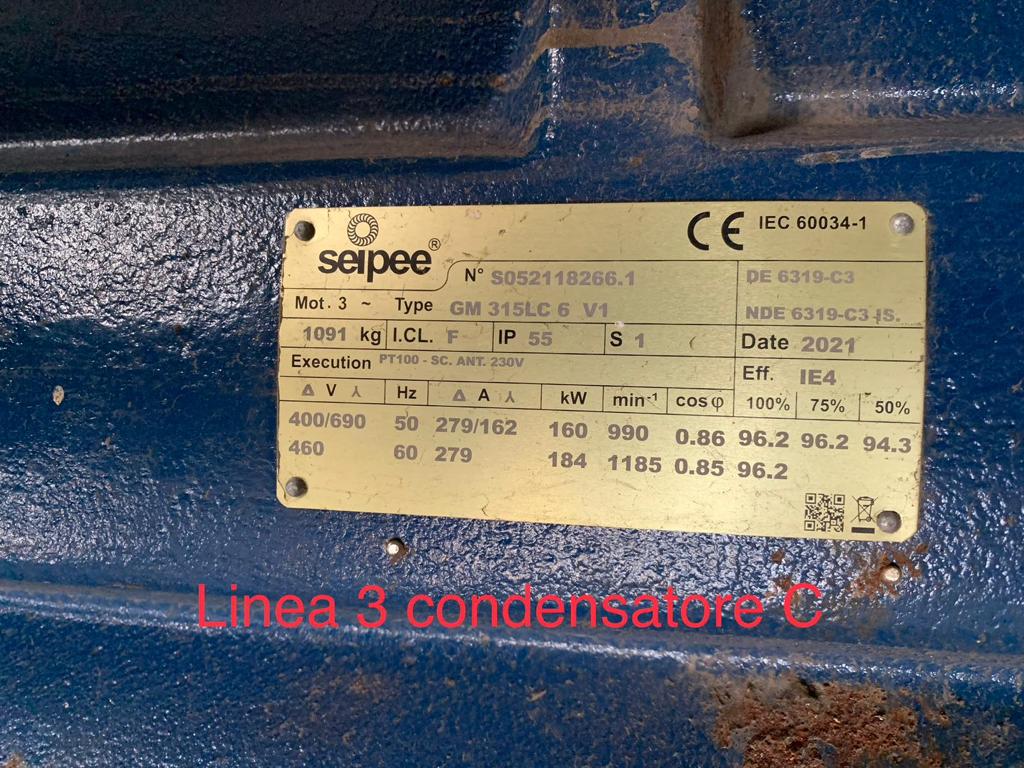 seipee®
CE IEC 60034-1
N° S052118266.1
DE 6319-C3
Mot. 3 ~ Type GM 315LC 6 V1
NDE 6319-C3-IS.
1091 kg I.CL. F IP 55 S 1
Date 2021
Execution PT100 - SC. ANT. 230V
Eff. IE4
Δ V ⅄ Hz Δ A ⅄ kW min⁻¹ cosφ 100% 75% 50%
400/690 50 279/162 160 990 0.86 96.2 96.2 94.3
460 60 279 184 1185 0.85 96.2
Linea 3 condensatore C